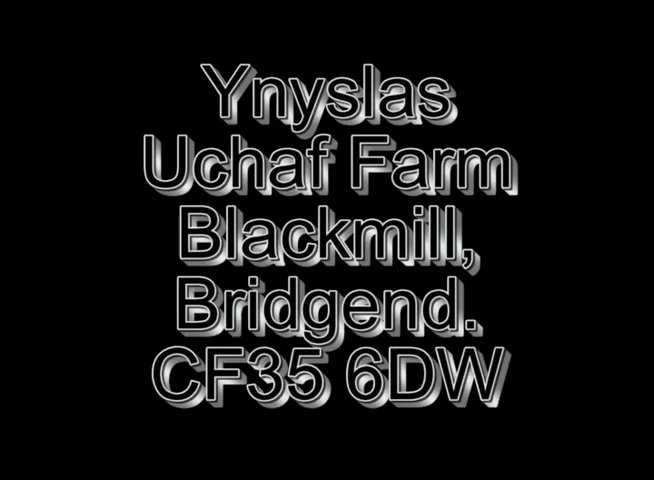 Ynyslas
Uchaf Farm
Blackmill,
Bridgend.
CF35 6DW